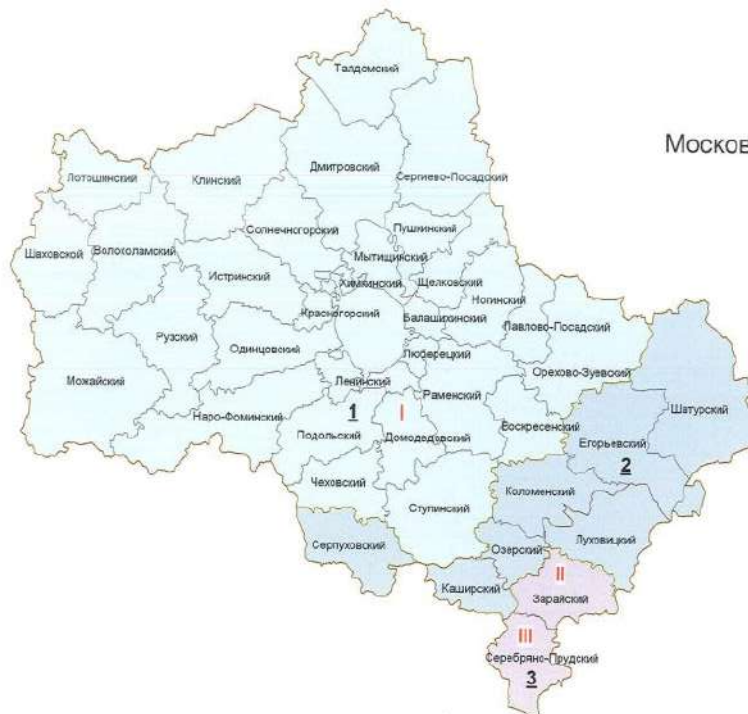 Талдомский
Москов
Лотошинский
Клинский
Дмитровский
Сергиево-Посадский
Солнечногорский
Пушкинский
Шаховской
Волоколамский
Мытищинский
Истринский
Химкинский
Щелковский
Ногинский
Красногорский
Балашихинский
Павлово-Посадский
Рузский
Одинцовский
Люберецкий
Можайский
Ленинский
Орехово-Зуевский
Наро-Фоминский
1
I
Раменский
Шатурский
Подольский
Домодедовский
Воскресенский
Егорьевский
2
Чеховский
Коломенский
Ступинский
Серпуховский
Озерский
Луховицкий
II
Каширский
Зарайский
III
Серебряно-Прудский
3